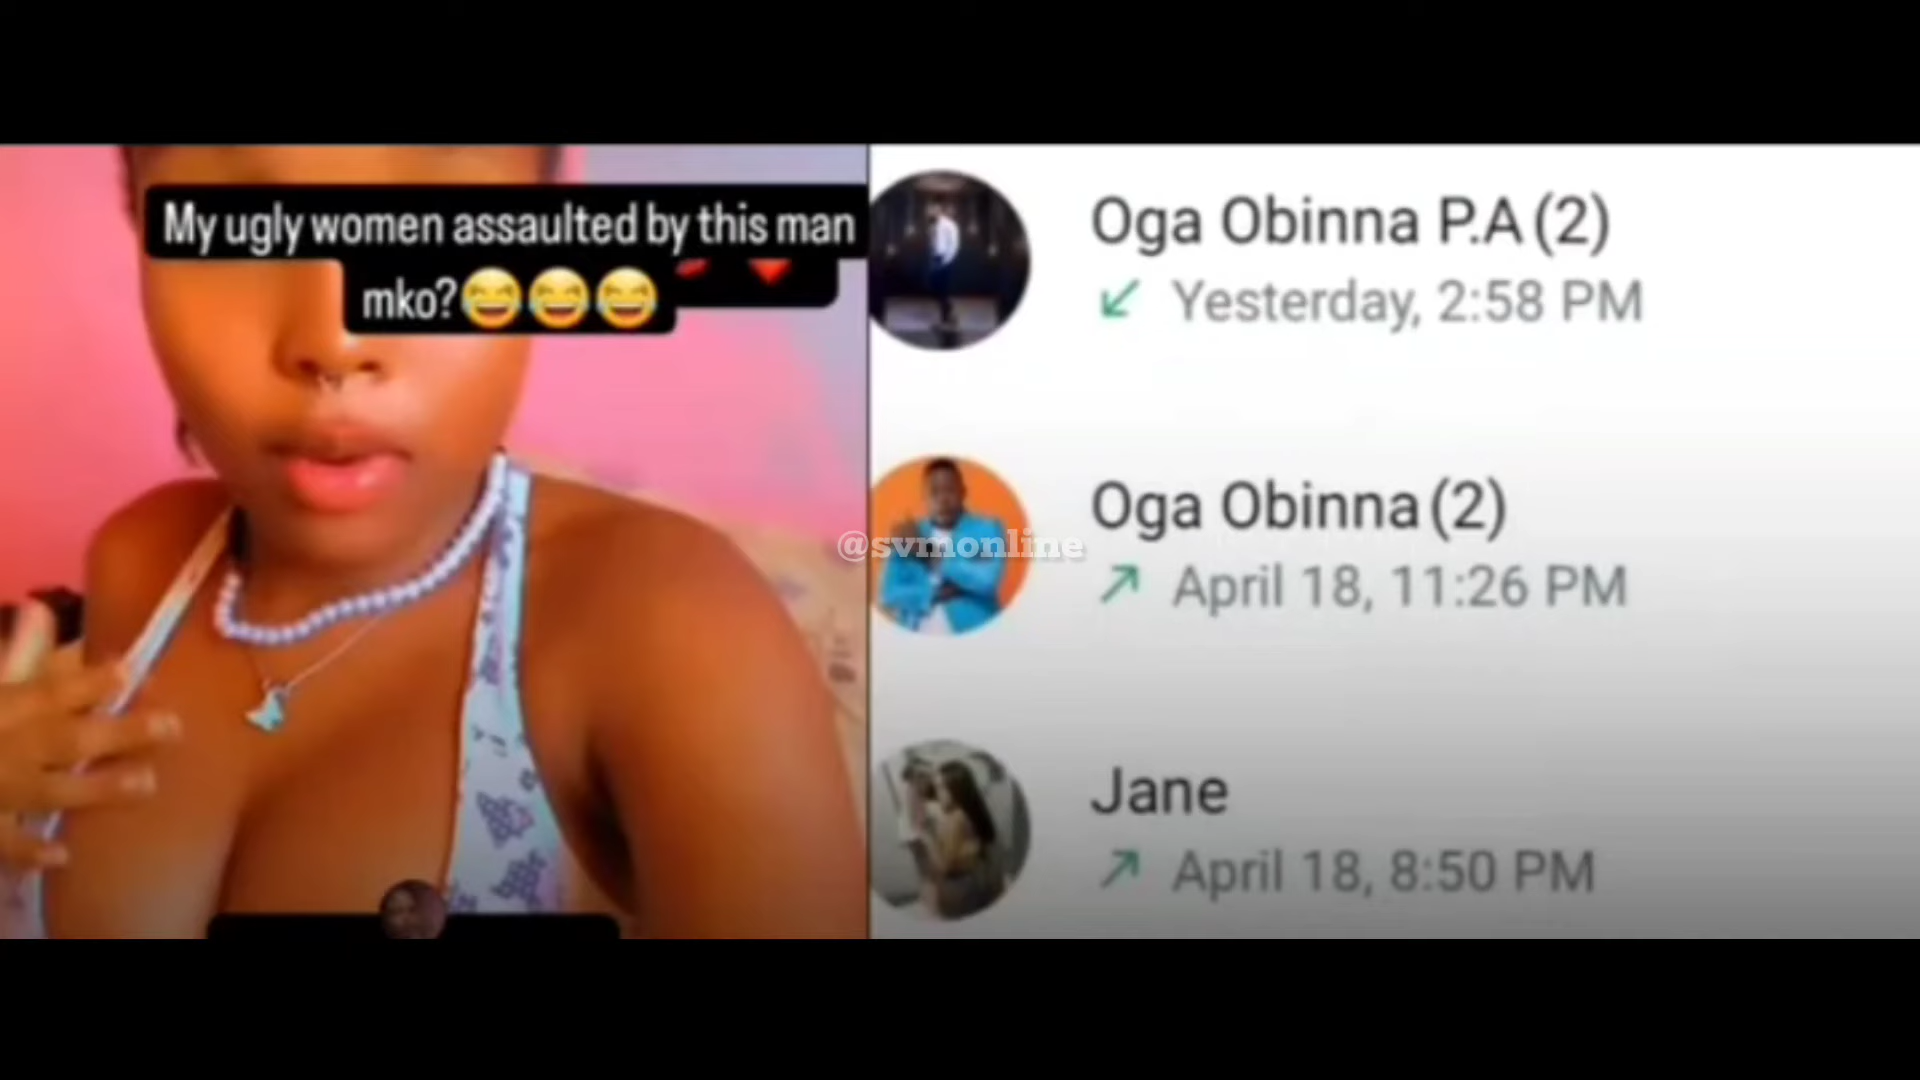 My ugly women assaulted by this man
mko?😂😂😂
Oga Obinna P.A (2)
Yesterday, 2:58 PM
Oga Obinna (2)
April 18, 11:26 PM
Jane
April 18, 8:50 PM
@svmonline